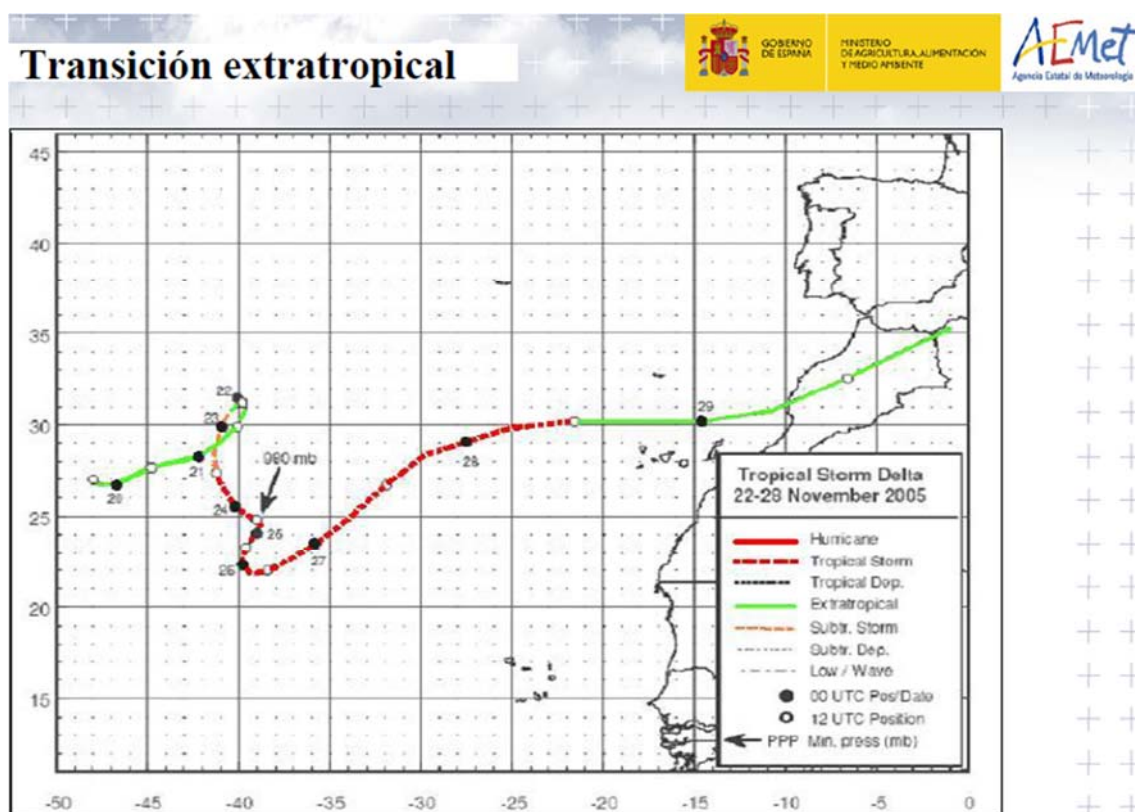 Transición extratropical
GOBIERNO
DE ESPAÑA
MINISTERIO
DE AGRICULTURA, ALIMENTACIÓN
Y MEDIO AMBIENTE
AEMet
Agencia Estatal de Meteorología
45
40
35
30
25
20
15
-50 -45 -40 -35 -30 -25 -20 -15 -10 -5 0
22
23
21
20
980 mb
24
25
26
27
28
29
Tropical Storm Delta
22-28 November 2005
Hurricane
Tropical Storm
Tropical Dep.
Extratropical
Subtr. Storm
Subtr. Dep.
Low / Wave
00 UTC Pos/Date
12 UTC Position
PPP Min. press (mb)